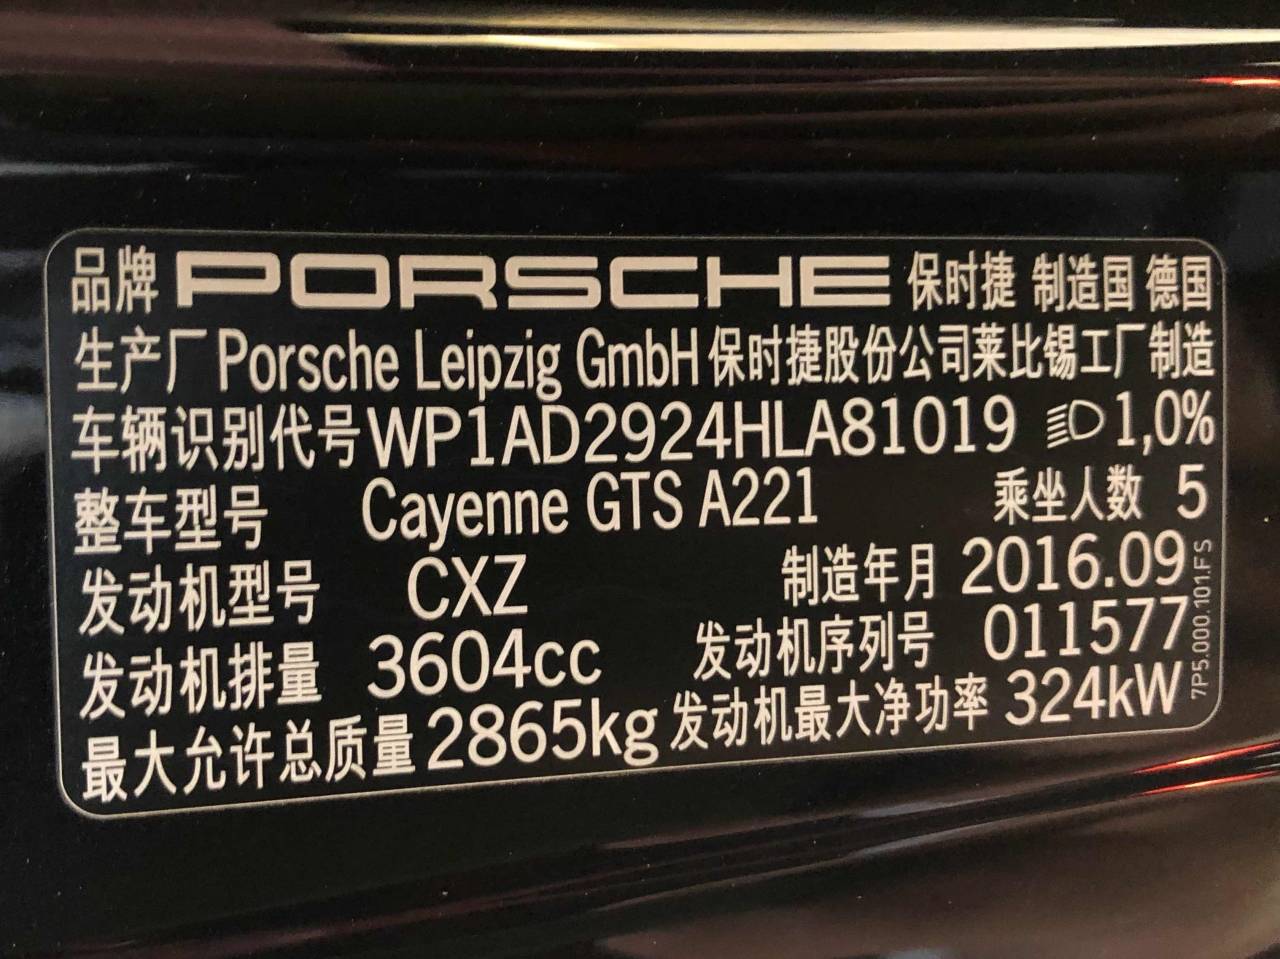 品牌 PORSCHE 保时捷 制造国 德国
生产厂 Porsche Leipzig GmbH 保时捷股份公司莱比锡工厂制造
车辆识别代号 WP1AD2924HLA81019 1,0%
整车型号 Cayenne GTS A221 乘坐人数 5
发动机型号 CXZ 制造年月 2016.09
发动机排量 3604cc 发动机序列号 011577
最大允许总质量 2865kg 发动机最大净功率 324kW
7P5.000.101.FS